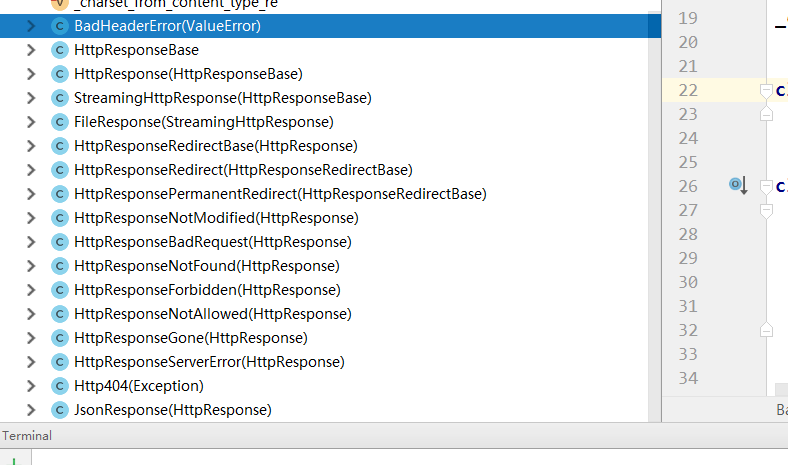 _charset_from_content_type_re
BadHeaderError(ValueError)
HttpResponseBase
HttpResponse(HttpResponseBase)
StreamingHttpResponse(HttpResponseBase)
FileResponse(StreamingHttpResponse)
HttpResponseRedirectBase(HttpResponse)
HttpResponseRedirect(HttpResponseRedirectBase)
HttpResponsePermanentRedirect(HttpResponseRedirectBase)
HttpResponseNotModified(HttpResponse)
HttpResponseBadRequest(HttpResponse)
HttpResponseNotFound(HttpResponse)
HttpResponseForbidden(HttpResponse)
HttpResponseNotAllowed(HttpResponse)
HttpResponseGone(HttpResponse)
HttpResponseServerError(HttpResponse)
Http404(Exception)
JsonResponse(HttpResponse)
Terminal
19
20
21
22
23
24
25
26
27
28
29
30
31
32
33
34